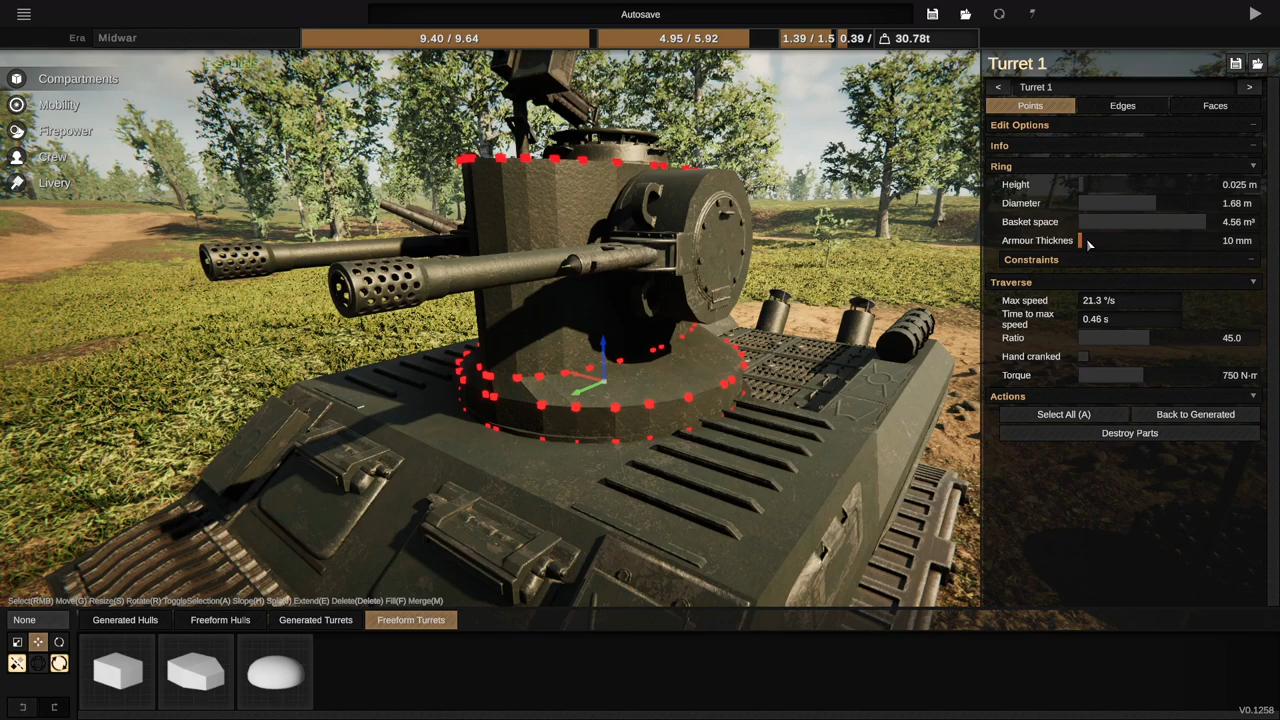 Autosave
Era Midwar 9.40 / 9.64 4.95 / 5.92 1.39 / 1.5 0.39 / 30.78t
Compartments
Mobility
Firepower
Crew
Livery
Turret 1
< Turret 1 >
Points Edges Faces
Edit Options
Info
Ring
Height 0.025 m
Diameter 1.68 m
Basket space 4.56 m³
Armour Thicknes 10 mm
Constraints
Traverse
Max speed 21.3 °/s
Time to max
speed 0.46 s
Ratio 45.0
Hand cranked
Torque 750 N·m
Actions
Select All (A) Back to Generated
Destroy Parts
Select(RMB) Move(G) Resize(S) Rotate(R) ToggleSelection(A) Slope(H) Split(J) Extend(E) Delete(Delete) Fill(F) Merge(M)
None Generated Hulls Freeform Hulls Generated Turrets Freeform Turrets
V0.1258